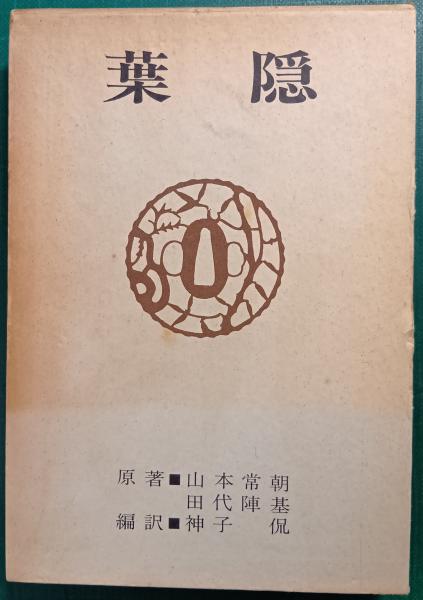 葉隠
原著■山本常朝
田代陣基
編訳■神子侃